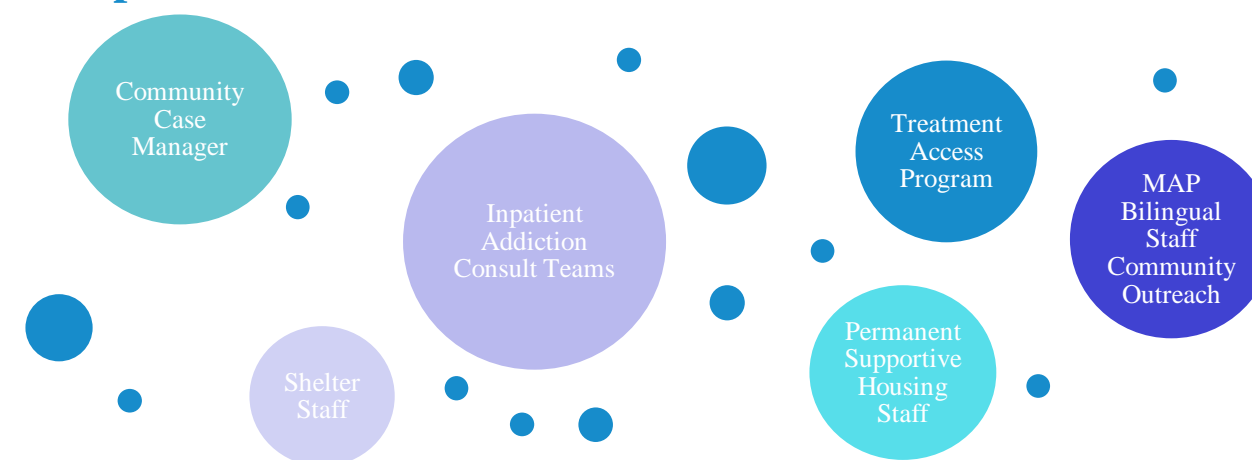 Community
Case
Manager
Inpatient
Addiction
Consult Teams
Treatment
Access
Program
MAP
Bilingual
Staff
Community
Outreach
Shelter
Staff
Permanent
Supportive
Housing
Staff